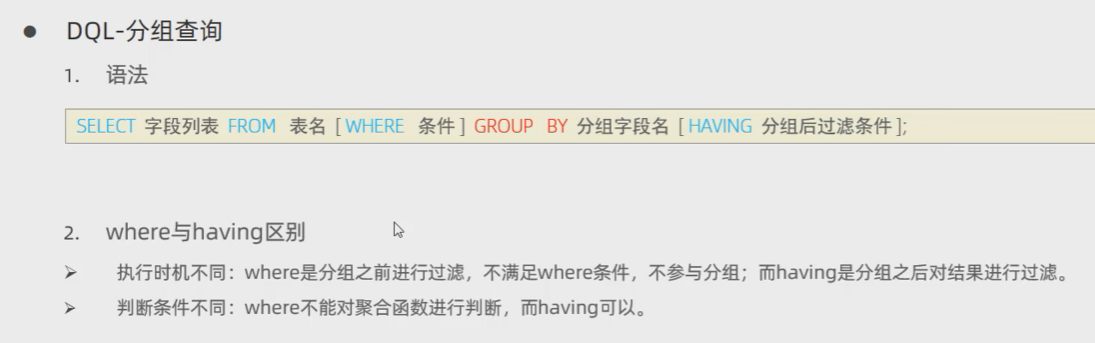 ● DQL-分组查询
1. 语法
SELECT 字段列表 FROM 表名 [ WHERE 条件 ] GROUP BY 分组字段名 [ HAVING 分组后过滤条件 ];
2. where与having区别
➢ 执行时机不同：where是分组之前进行过滤，不满足where条件，不参与分组；而having是分组之后对结果进行过滤。
➢ 判断条件不同：where不能对聚合函数进行判断，而having可以。